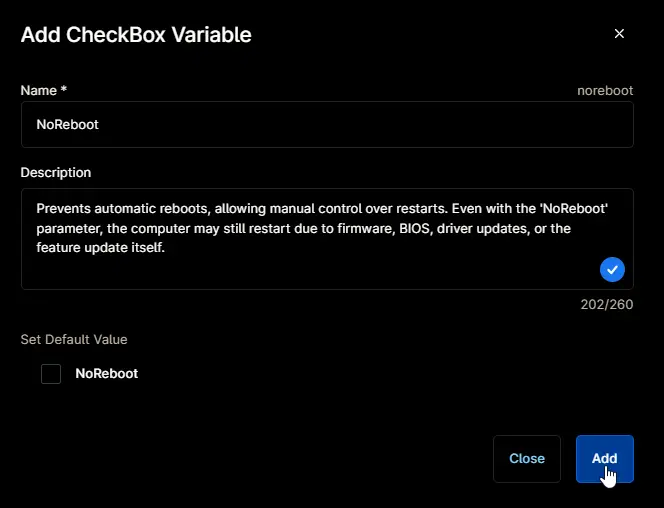 Add CheckBox Variable
Name *
noreboot
NoReboot
Description
Prevents automatic reboots, allowing manual control over restarts. Even with the 'NoReboot'
parameter, the computer may still restart due to firmware, BIOS, driver updates, or the
feature update itself.
202/260
Set Default Value
NoReboot
Close
Add